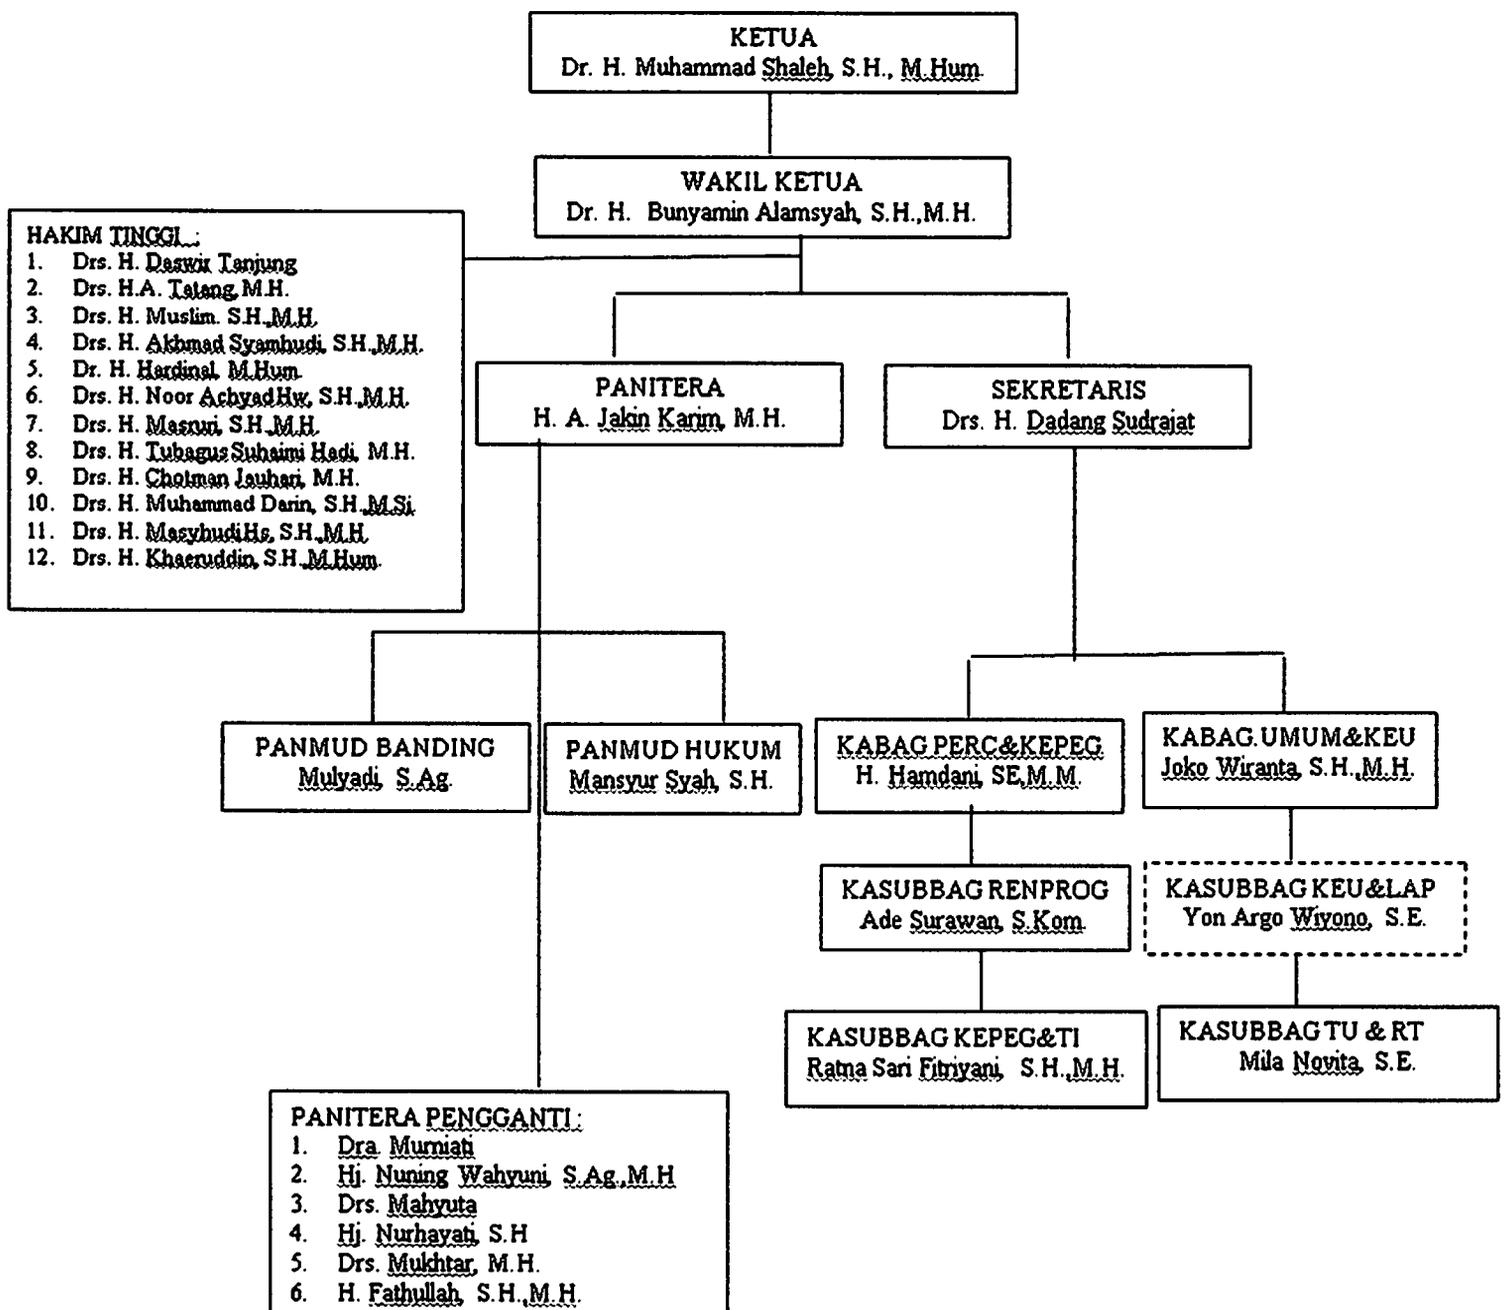 KETUA
Dr. H. Muhammad Shaleh, S.H., M.Hum.
WAKIL KETUA
Dr. H. Bunyamin Alamsyah, S.H.,M.H.
HAKIM TINGGI :
1. Drs. H. Daswir Tanjung
2. Drs. H.A. Tatang, M.H.
3. Drs. H. Muslim. S.H.,M.H.
4. Drs. H. Akhmad Syamhudi, S.H.,M.H.
5. Dr. H. Hardinal, M.Hum.
6. Drs. H. Noor AchyadHw, S.H.,M.H.
7. Drs. H. Masruri, S.H.,M.H.
8. Drs. H. Tubagus Suhaimi Hadi, M.H.
9. Drs. H. Chotman Jauhari, M.H.
10. Drs. H. Muhammad Darin, S.H.,M.Si.
11. Drs. H. MasyhudiHs, S.H.,M.H.
12. Drs. H. Khaeruddin, S.H.,M.Hum.
PANITERA
H. A. Jakin Karim, M.H.
SEKRETARIS
Drs. H. Dadang Sudrajat
PANMUD BANDING
Mulyadi, S.Ag.
PANMUD HUKUM
Mansyur Syah, S.H.
KABAG PERC&KEPEG
H. Hamdani, SE,M.M.
KABAG.UMUM&KEU
Joko Wiranta, S.H.,M.H.
KASUBBAG RENPROG
Ade Surawan, S.Kom.
KASUBBAG KEU&LAP
Yon Argo Wiyono, S.E.
KASUBBAG KEPEG&TI
Ratna Sari Fitriyani, S.H.,M.H.
KASUBBAG TU & RT
Mila Novita, S.E.
PANITERA PENGGANTI :
1. Dra. Murniati
2. Hj. Nuning Wahyuni, S.Ag.,M.H
3. Drs. Mahyuta
4. Hj. Nurhayati, S.H
5. Drs. Mukhtar, M.H.
6. H. Fathullah, S.H.,M.H.